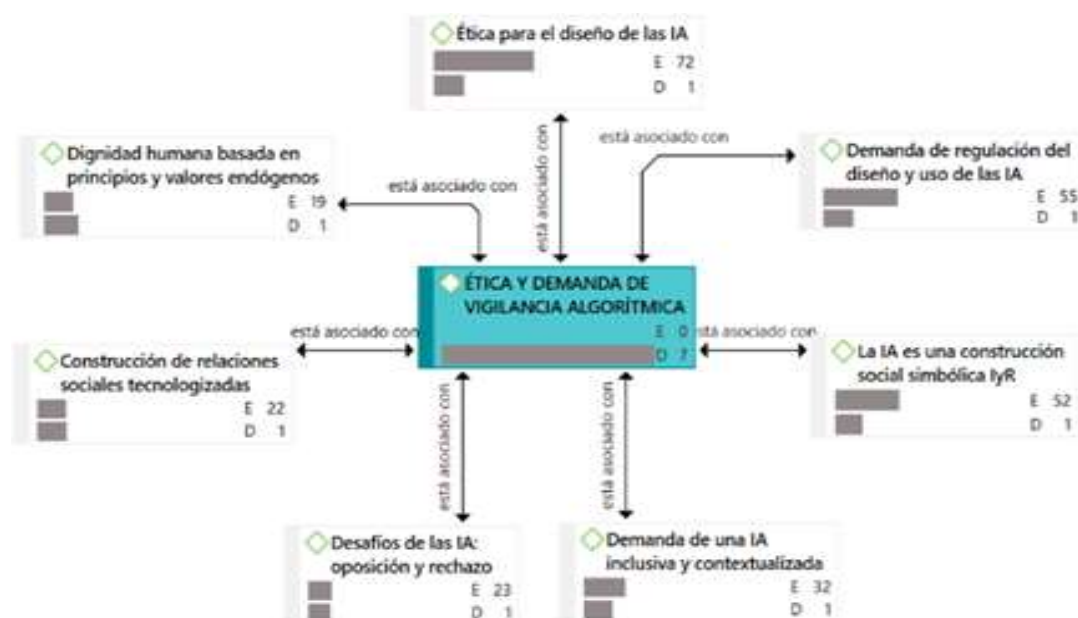 Ética para el diseño de las IA
E 72
D 1
está asociado con
Dignidad humana basada en
principios y valores endógenos
E 19
D 1
está asociado con
está asociado con
Demanda de regulación del
diseño y uso de las IA
E 55
D 1
ÉTICA Y DEMANDA DE
VIGILANCIA ALGORÍTMICA
E 0
D 7
está asociado con
Construcción de relaciones
sociales tecnologizadas
E 22
D 1
está asociado con
La IA es una construcción
social simbólica IyR
E 52
D 1
está asociado con
está asociado con
Desafíos de las IA:
oposición y rechazo
E 23
D 1
Demanda de una IA
inclusiva y contextualizada
E 32
D 1